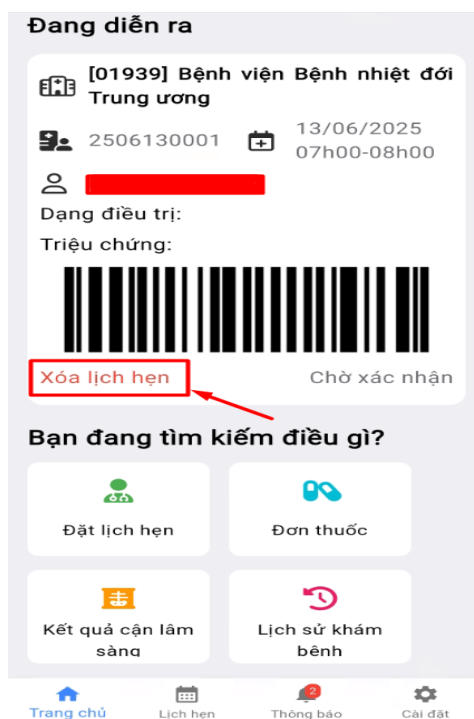 Đang diễn ra
[01939] Bệnh viện Bệnh nhiệt đới
Trung ương
2506130001
13/06/2025
07h00-08h00
Dạng điều trị:
Triệu chứng:
Xóa lịch hẹn
Chờ xác nhận
Bạn đang tìm kiếm điều gì?
Đặt lịch hẹn
Đơn thuốc
Kết quả cận lâm
sàng
Lịch sử khám
bệnh
2
Trang chủ
Lịch hẹn
Thông báo
Cài đặt